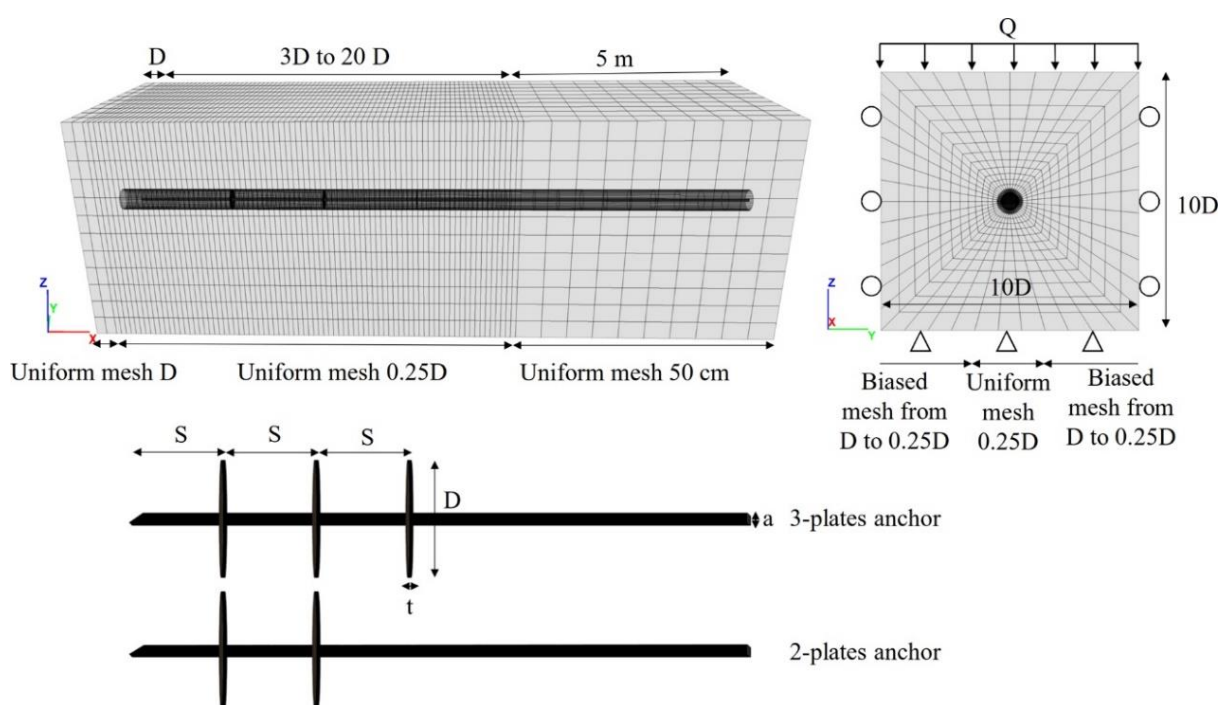 D
3D to 20 D
5 m
Z
Y
X
Uniform mesh D
Uniform mesh 0.25D
Uniform mesh 50 cm
Q
10D
10D
Z
X
Y
Biased
mesh from
D to 0.25D
Uniform
mesh
0.25D
Biased
mesh from
D to 0.25D
S
S
S
D
a
3-plates anchor
t
2-plates anchor